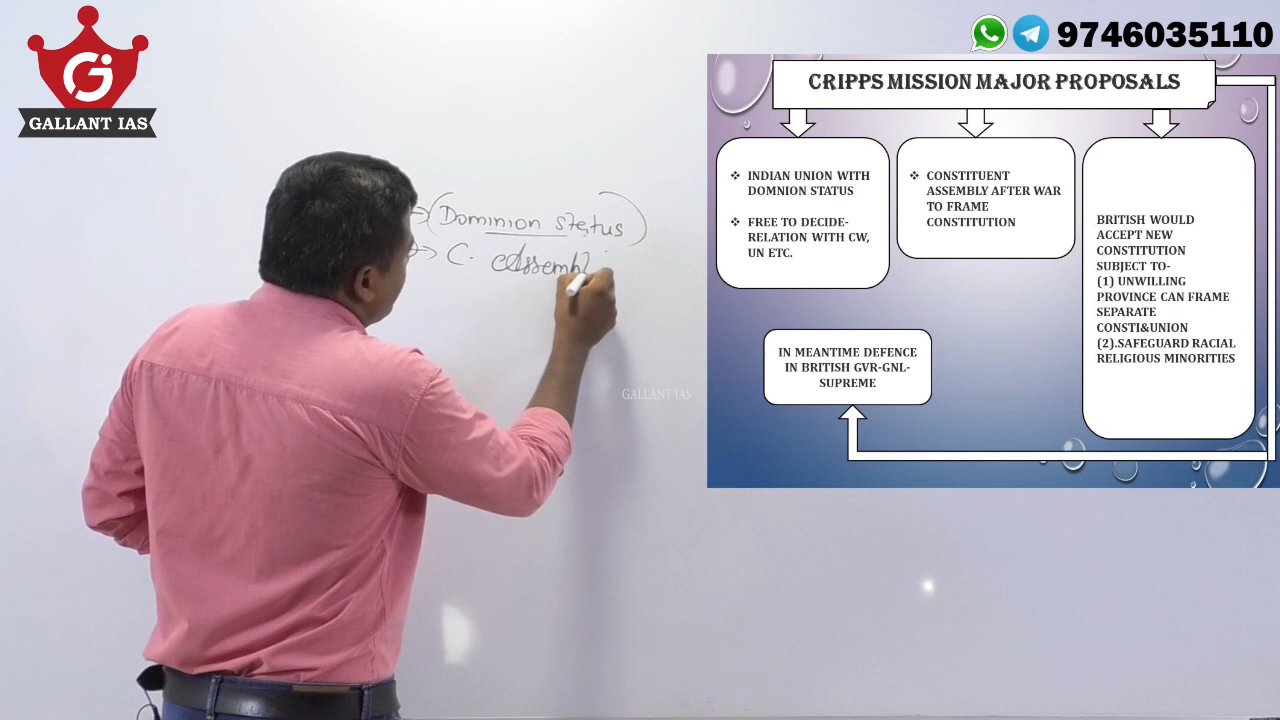 9746035110
GALLANT IAS
CRIPPS MISSION MAJOR PROPOSALS
INDIAN UNION WITH
DOMNION STATUS
FREE TO DECIDE-
RELATION WITH CW,
UN ETC.
CONSTITUENT
ASSEMBLY AFTER WAR
TO FRAME
CONSTITUTION
BRITISH WOULD
ACCEPT NEW
CONSTITUTION
SUBJECT TO-
(1) UNWILLING
PROVINCE CAN FRAME
SEPARATE
CONSTI&UNION
(2).SAFEGUARD RACIAL
RELIGIOUS MINORITIES
IN MEANTIME DEFENCE
IN BRITISH GVR-GNL-
SUPREME
(Dominion status)
C. Assembl
GALLANT IAS